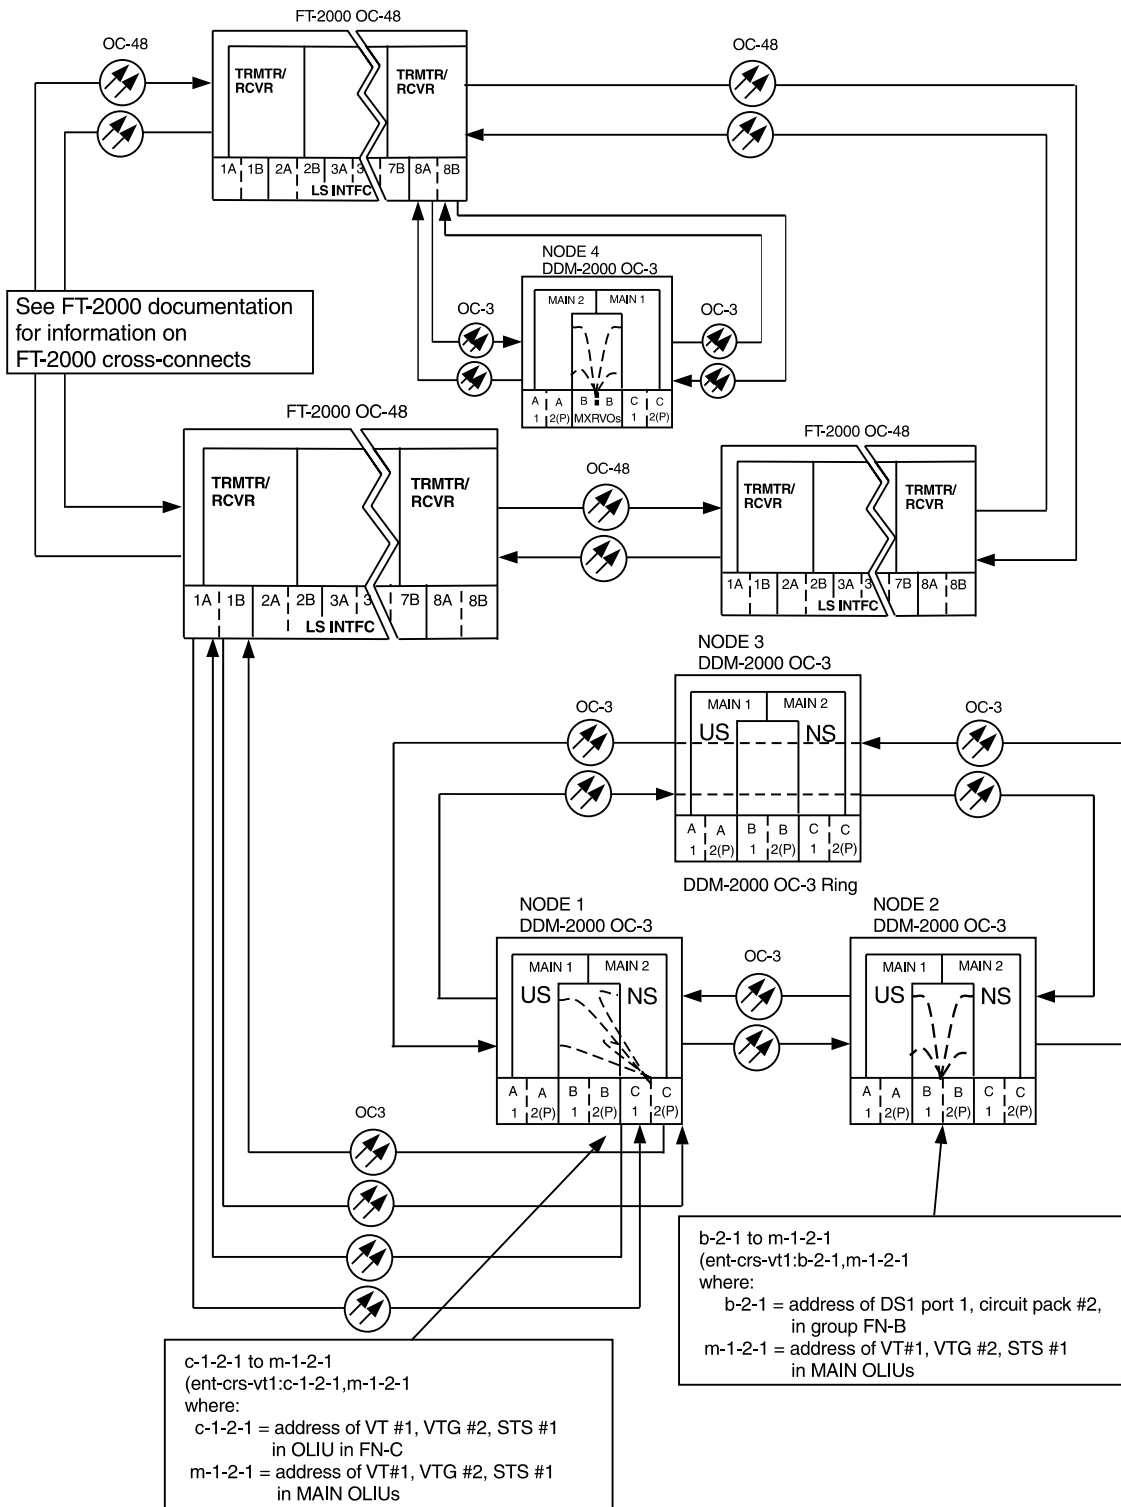 FT-2000 OC-48
OC-48
OC-48
TRMTR/
RCVR
TRMTR/
RCVR
1A 1B 2A 2B 3A 3 7B 8A 8B
LS INTFC
NODE 4
DDM-2000 OC-3
MAIN 2 MAIN 1
OC-3
OC-3
A A B B C C
1 2(P) MXRVOs 1 2(P)
See FT-2000 documentation
for information on
FT-2000 cross-connects
FT-2000 OC-48
TRMTR/
RCVR
TRMTR/
RCVR
1A 1B 2A 2B 3A 3 7B 8A 8B
LS INTFC
OC-48
FT-2000 OC-48
TRMTR/
RCVR
TRMTR/
RCVR
1A 1B 2A 2B 3A 3 7B 8A 8B
LS INTFC
NODE 3
DDM-2000 OC-3
MAIN 1 MAIN 2
US NS
OC-3
OC-3
A A B B C C
1 2(P) 1 2(P) 1 2(P)
DDM-2000 OC-3 Ring
NODE 1
DDM-2000 OC-3
MAIN 1 MAIN 2
US NS
A A B B C C
1 2(P) 1 2(P) 1 2(P)
OC-3
NODE 2
DDM-2000 OC-3
MAIN 1 MAIN 2
US NS
A A B B C C
1 2(P) 1 2(P) 1 2(P)
OC3
b-2-1 to m-1-2-1
(ent-crs-vt1:b-2-1,m-1-2-1
where:
b-2-1 = address of DS1 port 1, circuit pack #2,
in group FN-B
m-1-2-1 = address of VT#1, VTG #2, STS #1
in MAIN OLIUs
c-1-2-1 to m-1-2-1
(ent-crs-vt1:c-1-2-1,m-1-2-1
where:
c-1-2-1 = address of VT #1, VTG #2, STS #1
in OLIU in FN-C
m-1-2-1 = address of VT#1, VTG #2, STS #1
in MAIN OLIUs